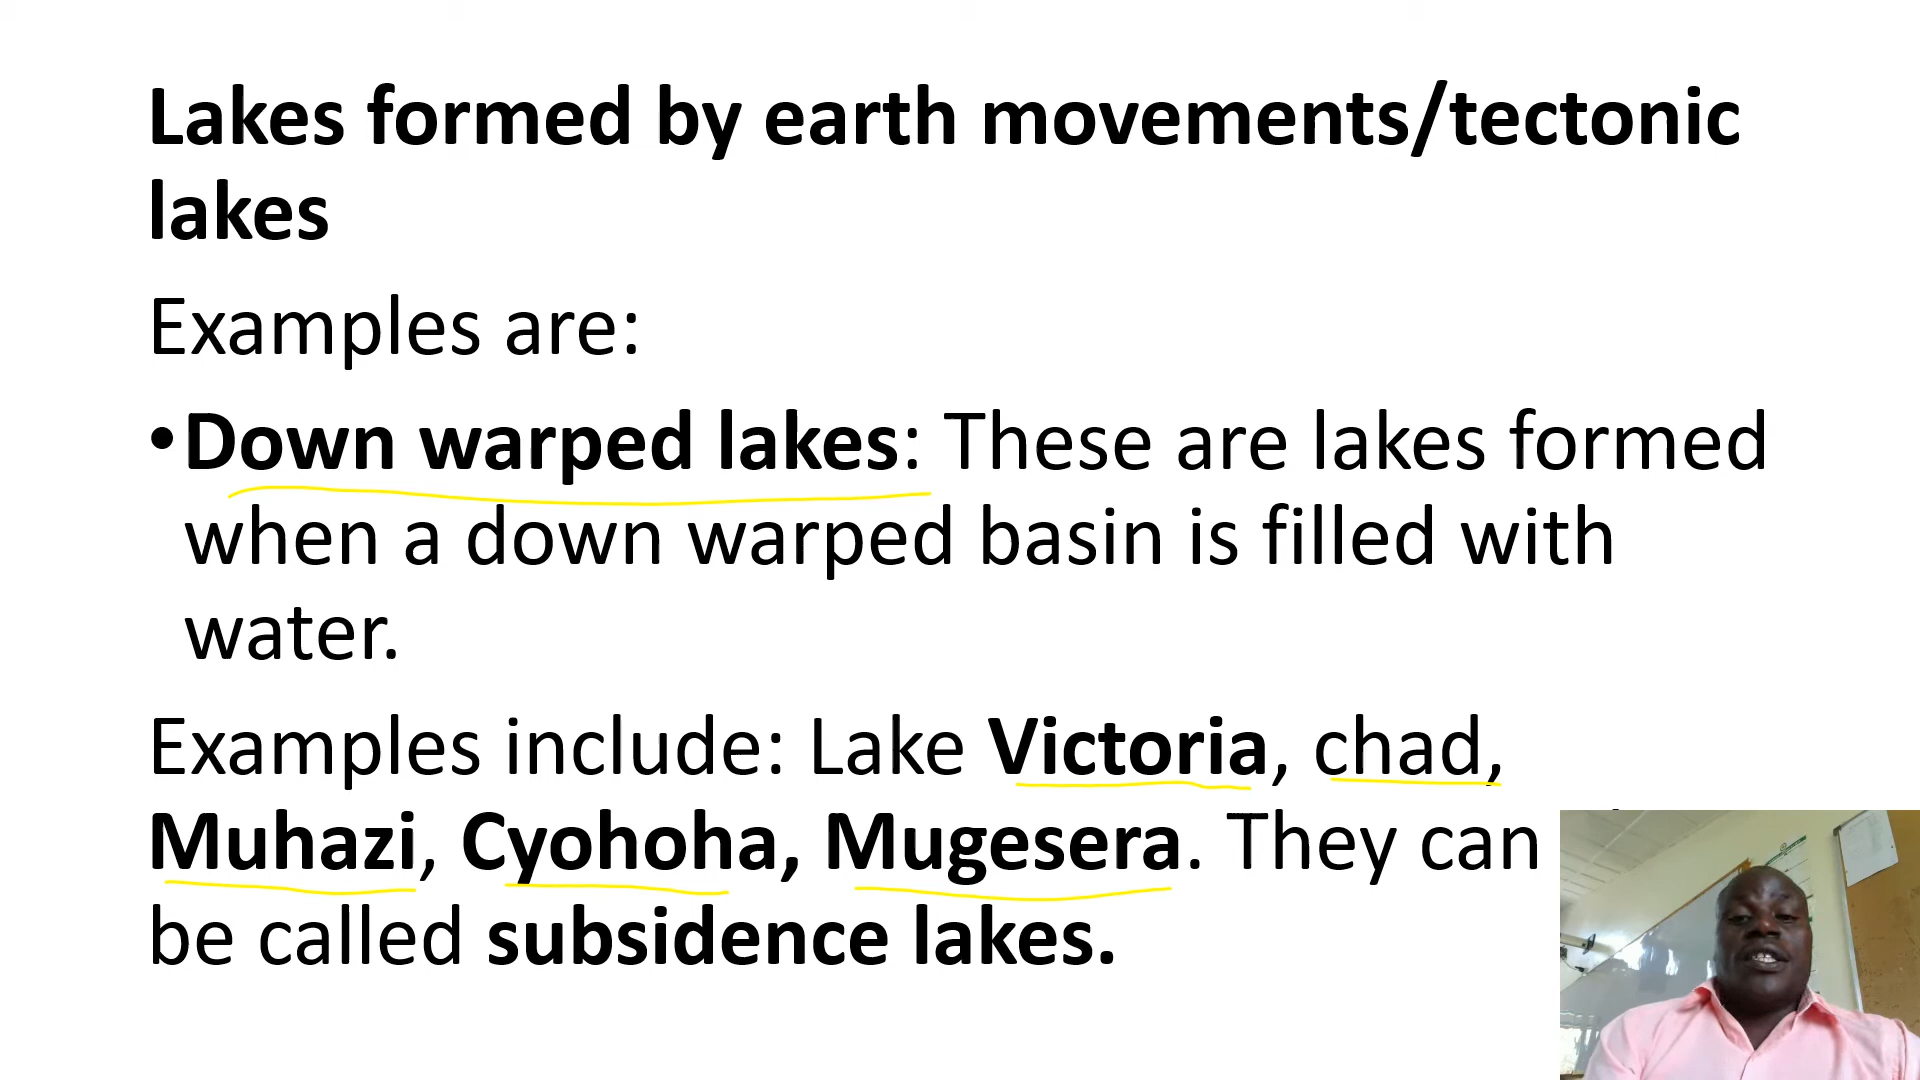 Lakes formed by earth movements/tectonic
lakes
Examples are:
•Down warped lakes: These are lakes formed
when a down warped basin is filled with
water.
Examples include: Lake Victoria, chad,
Muhazi, Cyohoha, Mugesera. They can
be called subsidence lakes.